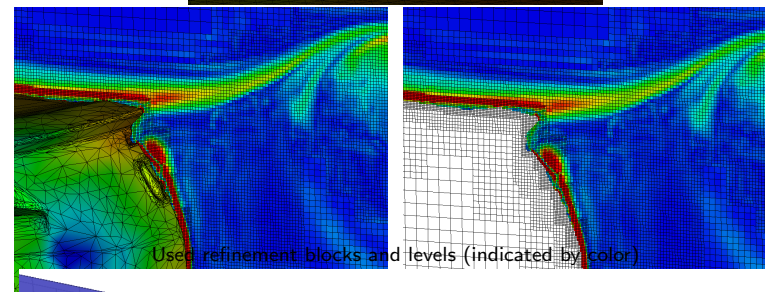 Used refinement blocks and levels (indicated by color)